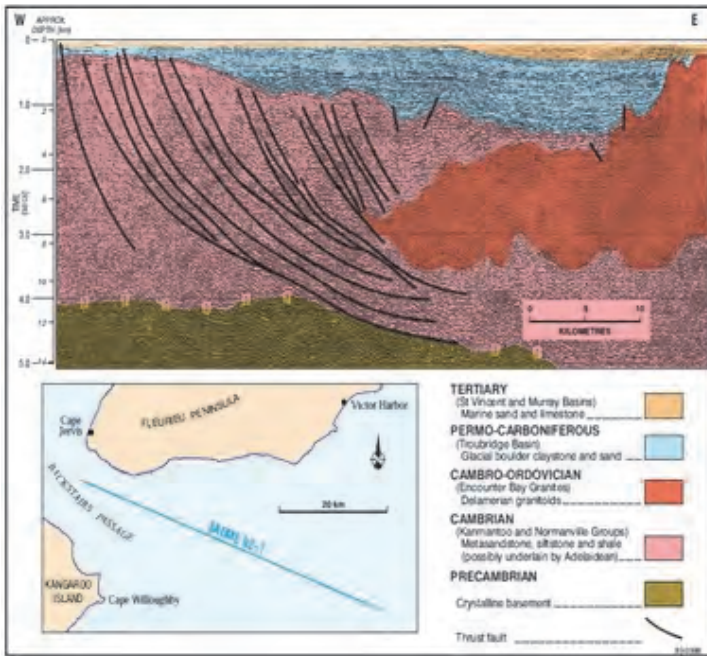 W
APPROX.
DEPTH (km)
E
0
1.0
2.0
3.0
4.0
5.0
2
4
6
8
10
12
14
TIME
0 5 10
KILOMETRES
FLEURIEU PENINSULA
Victor Harbor
Cape
Jervis
BACKSTAIRS PASSAGE
20 km
KANGAROO
ISLAND
Cape Willoughby
TERTIARY
(St Vincent and Murray Basins)
Marine sand and limestone
PERMO-CARBONIFEROUS
(Troubridge Basin)
Glacial boulder claystone and sand
CAMBRO-ORDOVICIAN
(Encounter Bay Granites)
Delamerian granitoids
CAMBRIAN
(Kanmantoo and Normanville Groups)
Metasandstone, siltstone and shale
(possibly underlain by Adelaidean)
PRECAMBRIAN
Crystalline basement
Thrust fault